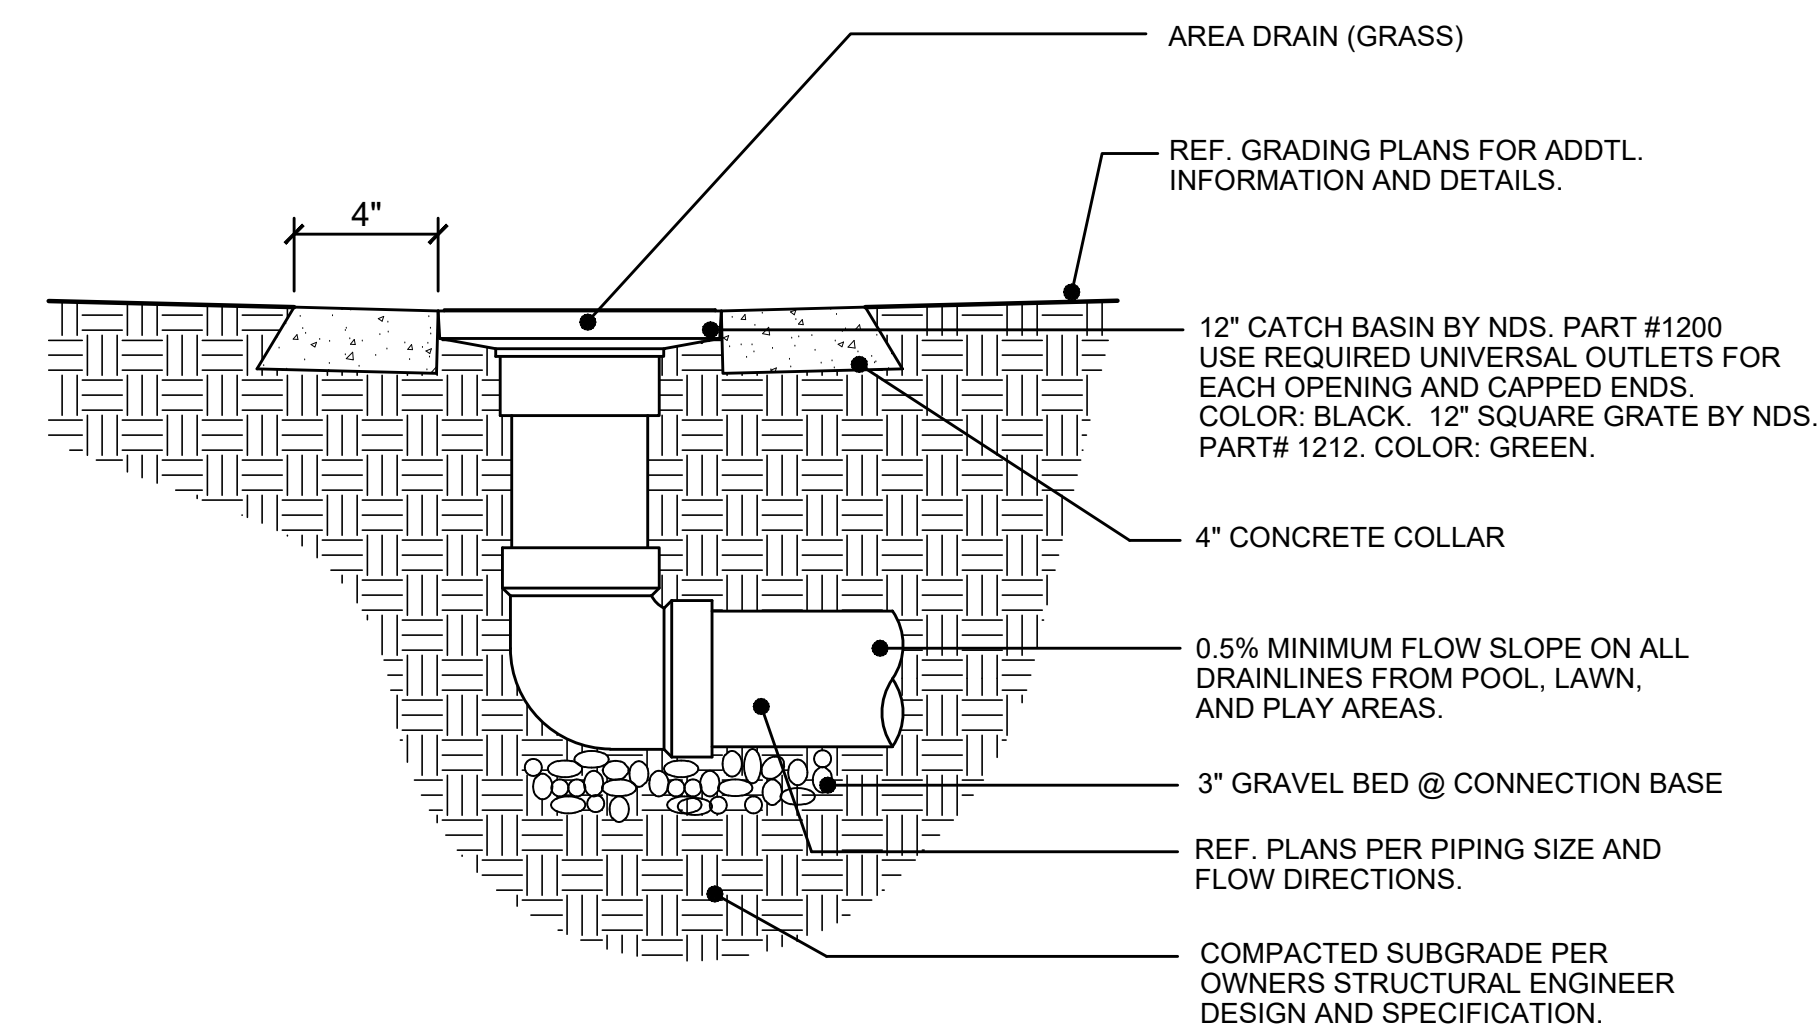 AREA DRAIN (GRASS)
REF. GRADING PLANS FOR ADDTL.
INFORMATION AND DETAILS.
4"
12" CATCH BASIN BY NDS. PART #1200
USE REQUIRED UNIVERSAL OUTLETS FOR
EACH OPENING AND CAPPED ENDS.
COLOR: BLACK.  12" SQUARE GRATE BY NDS.
PART# 1212. COLOR: GREEN.
4" CONCRETE COLLAR
0.5% MINIMUM FLOW SLOPE ON ALL
DRAINLINES FROM POOL, LAWN,
AND PLAY AREAS.
3" GRAVEL BED @ CONNECTION BASE
REF. PLANS PER PIPING SIZE AND
FLOW DIRECTIONS.
COMPACTED SUBGRADE PER
OWNERS STRUCTURAL ENGINEER
DESIGN AND SPECIFICATION.